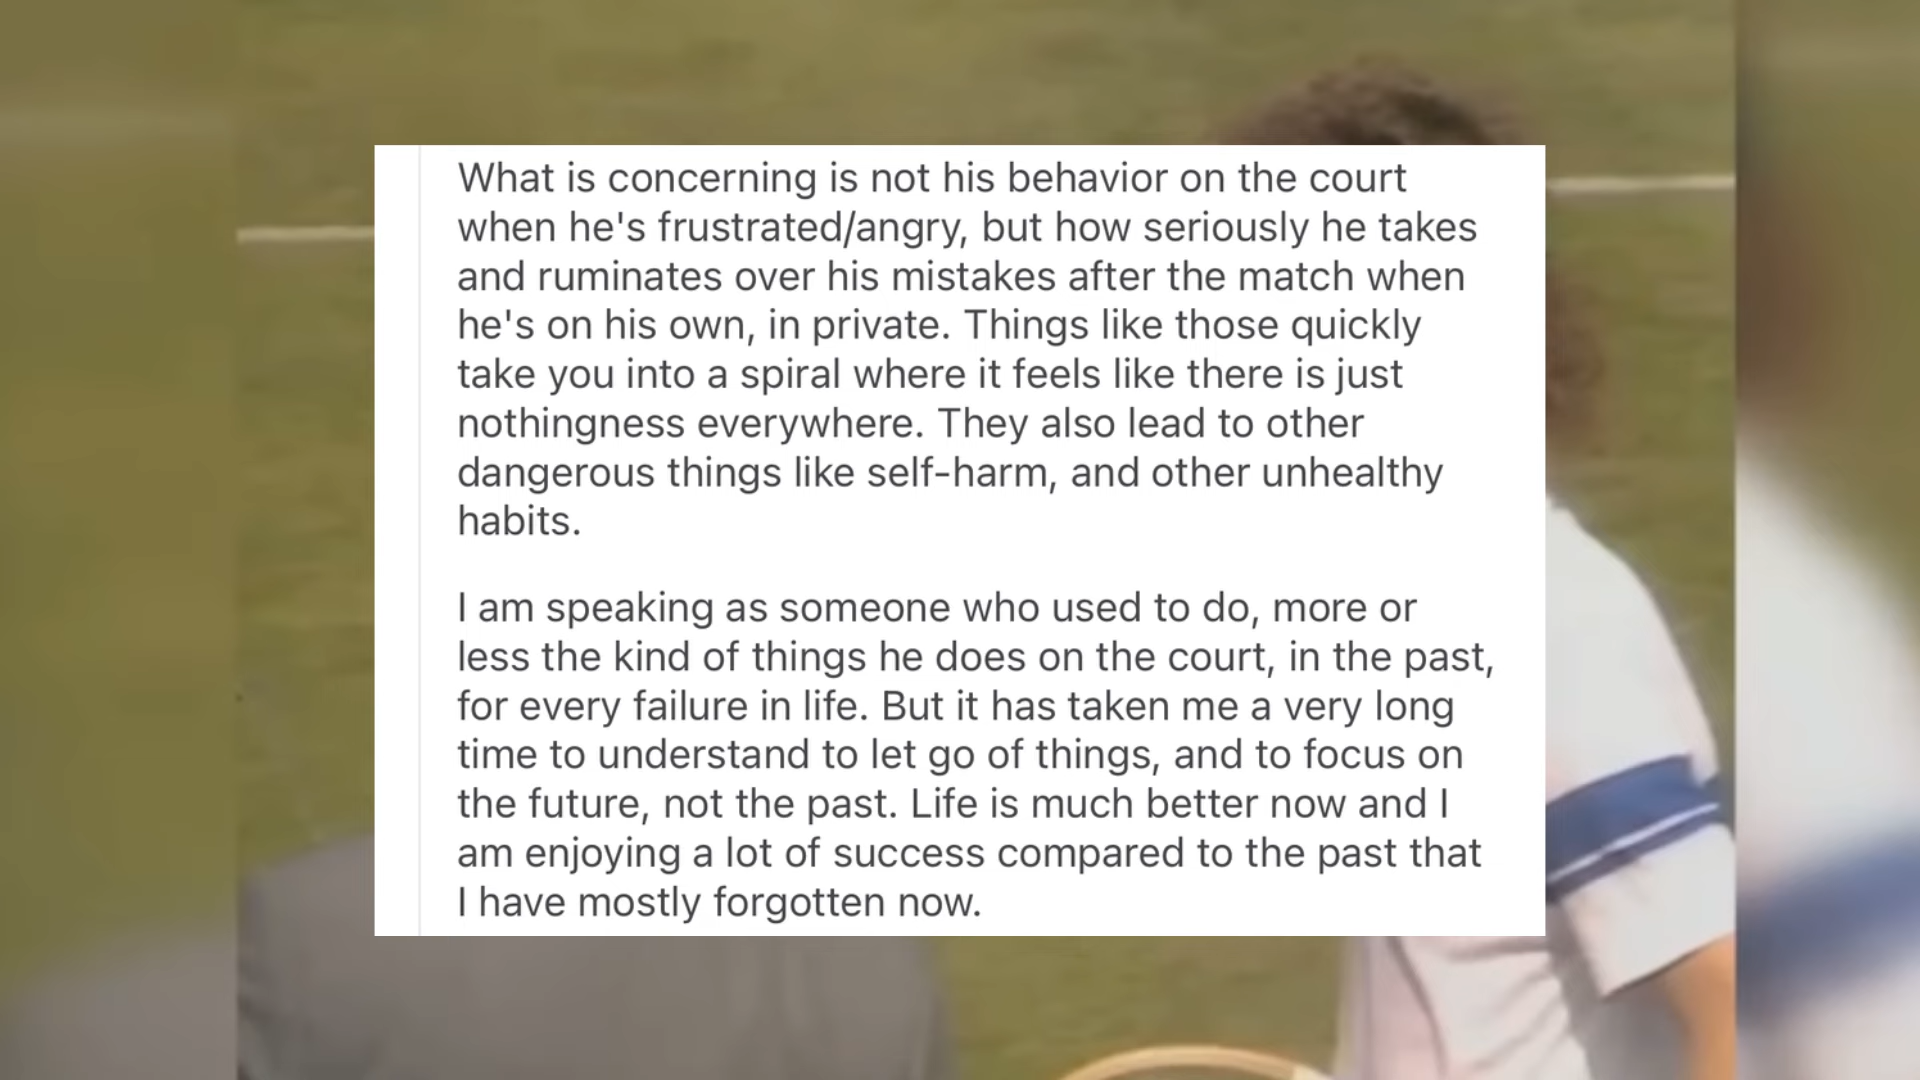 What is concerning is not his behavior on the court
when he's frustrated/angry, but how seriously he takes
and ruminates over his mistakes after the match when
he's on his own, in private. Things like those quickly
take you into a spiral where it feels like there is just
nothingness everywhere. They also lead to other
dangerous things like self-harm, and other unhealthy
habits.
I am speaking as someone who used to do, more or
less the kind of things he does on the court, in the past,
for every failure in life. But it has taken me a very long
time to understand to let go of things, and to focus on
the future, not the past. Life is much better now and I
am enjoying a lot of success compared to the past that
I have mostly forgotten now.